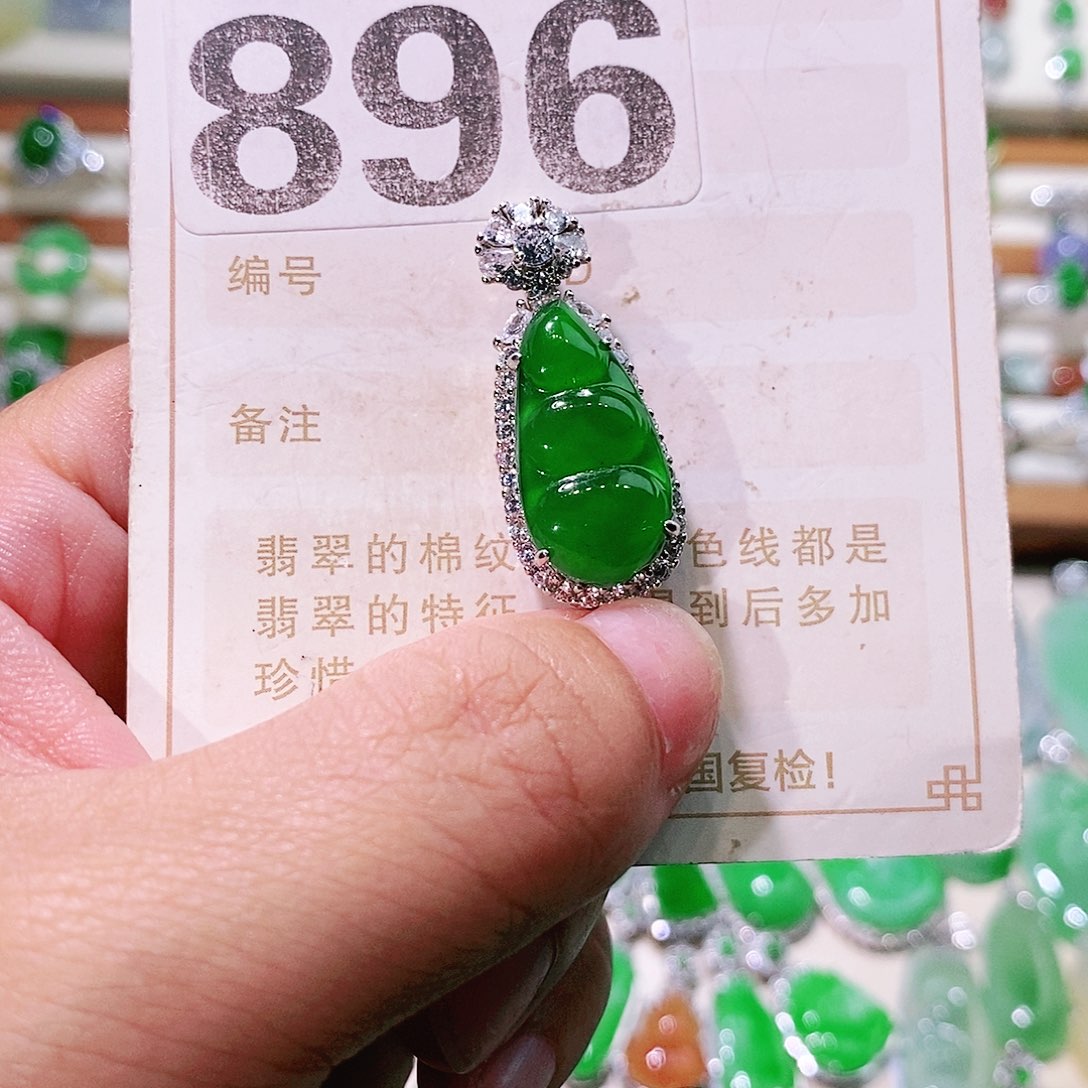 896
编号
备注
翡翠的棉纹 色线都是
翡翠的特征 到后多加
珍惜
国复检!